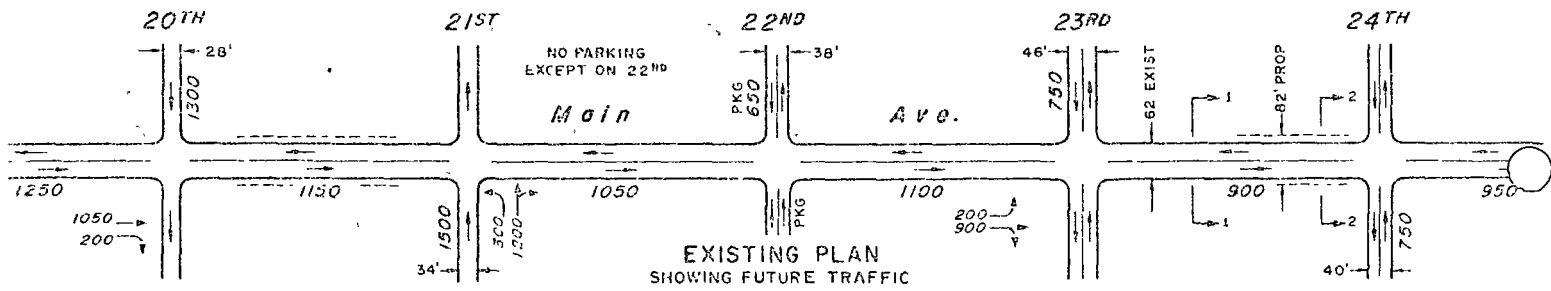 20TH
21ST
22ND
23RD
24TH
28'
NO PARKING
EXCEPT ON 22ND
38'
46'
1300
PKG
650
750
62 EXIST
82' PROP
1
2
Main Ave.
1250
1150
1050
1100
900
950
1050
200
1500
300
1200
PKG
200
900
1
2
750
34'
40'
EXISTING PLAN
SHOWING FUTURE TRAFFIC